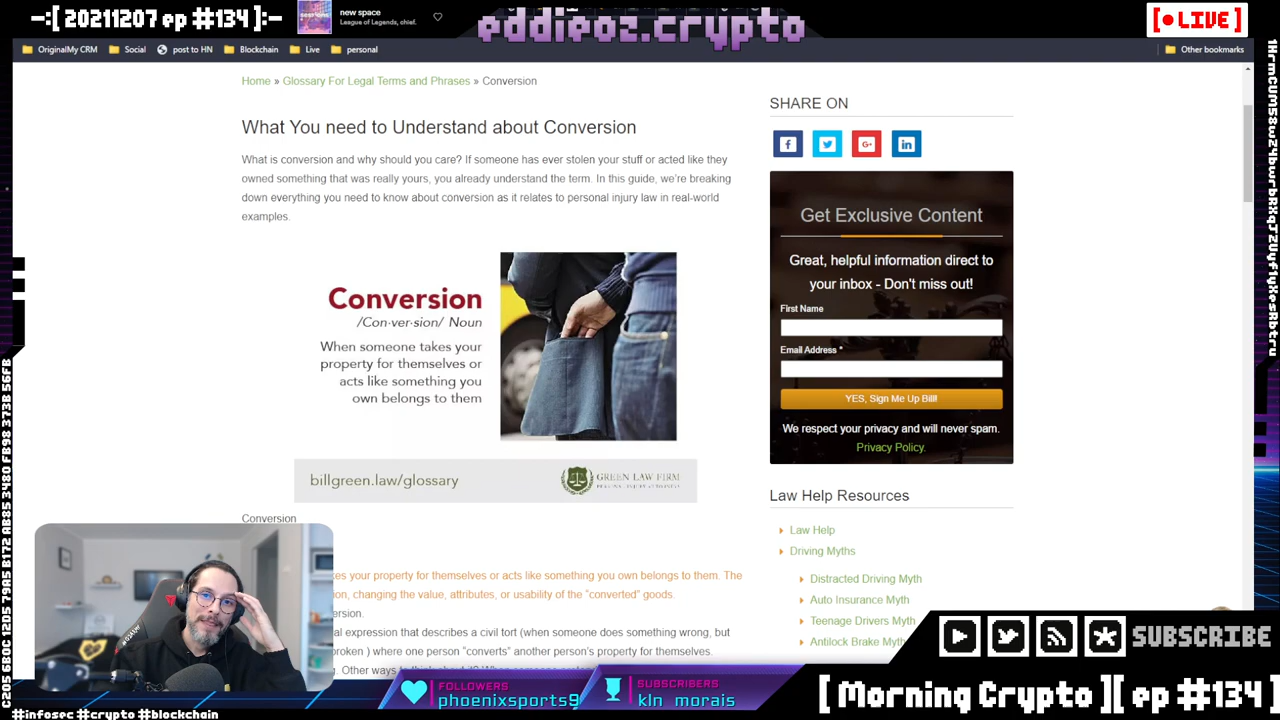 -:[ 20211207 ep #134 ]:-
new space
League of Legends, chief.
eddieoz.crypto
[● LIVE]
OriginalMy CRM
Social
post to HN
Blockchain
Live
personal
Other bookmarks
Home » Glossary For Legal Terms and Phrases » Conversion
What You need to Understand about Conversion
What is conversion and why should you care? If someone has ever stolen your stuff or acted like they
owned something that was really yours, you already understand the term. In this guide, we're breaking
down everything you need to know about conversion as it relates to personal injury law in real-world
examples.
Conversion
/Con·ver·sion/ Noun
When someone takes your
property for themselves or
acts like something you
own belongs to them
billgreen.law/glossary
GREEN LAW FIRM
Conversion
kes your property for themselves or acts like something you own belongs to them. The
on, changing the value, attributes, or usability of the "converted" goods.
ersion.
al expression that describes a civil tort (when someone does something wrong, but
broken ) where one person "converts" another person's property for themselves.
SHARE ON
Get Exclusive Content
Great, helpful information direct to
your inbox - Don't miss out!
First Name
Email Address *
YES, Sign Me Up Bill!
We respect your privacy and will never spam.
Privacy Policy.
Law Help Resources
Law Help
Driving Myths
Distracted Driving Myth
Auto Insurance Myth
Teenage Drivers Myth
Antilock Brake Myth
SUBSCRIBE
FOLLOWERS
phoenixsports9
SUBSCRIBERS
kln_morais
[ Morning Crypto ][ ep #134 ]
#infosec #crypto #blockchain